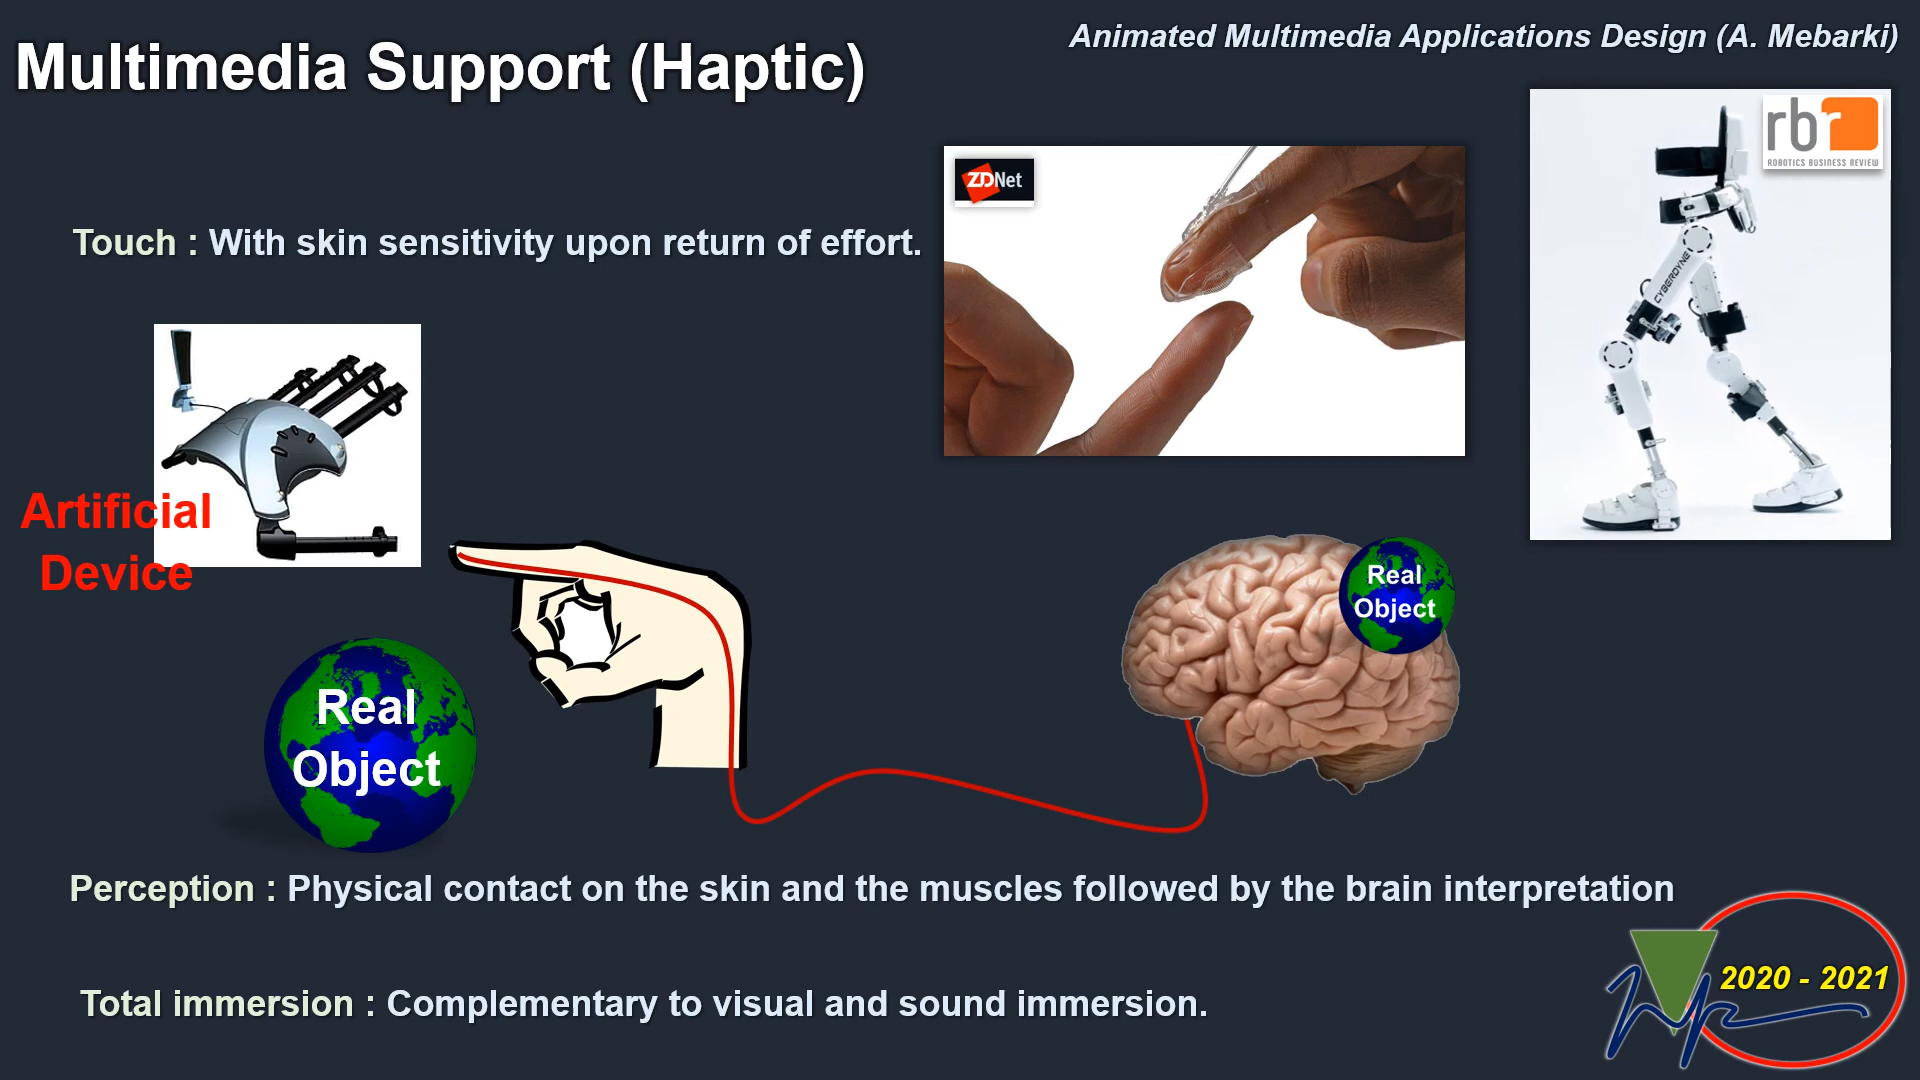 Animated Multimedia Applications Design (A. Mebarki)
Multimedia Support (Haptic)
rbr
ROBOTICS BUSINESS REVIEW
ZDNet
Touch : With skin sensitivity upon return of effort.
CYBERDYNE
Artificial
Device
Real
Object
Real
Object
Perception : Physical contact on the skin and the muscles followed by the brain interpretation
2020 - 2021
Total immersion : Complementary to visual and sound immersion.